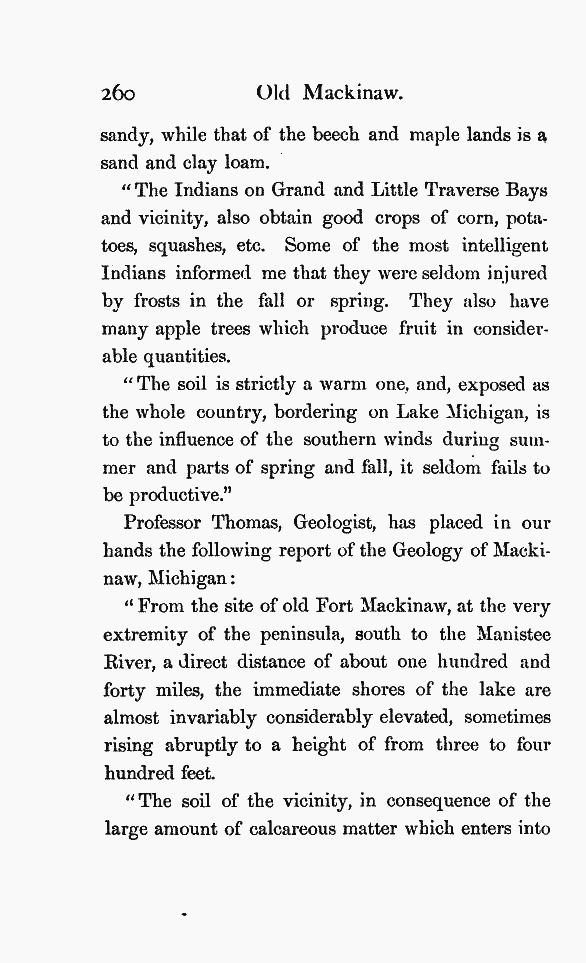 260 Old Mackinaw.
sandy, while that of the beech and maple lands is a
sand and clay loam.
"The Indians on Grand and Little Traverse Bays
and vicinity, also obtain good crops of corn, pota-
toes, squashes, etc. Some of the most intelligent
Indians informed me that they were seldom injured
by frosts in the fall or spring. They also have
many apple trees which produce fruit in consider-
able quantities.
"The soil is strictly a warm one, and, exposed as
the whole country, bordering on Lake Michigan, is
to the influence of the southern winds during sum-
mer and parts of spring and fall, it seldom fails to
be productive."
Professor Thomas, Geologist, has placed in our
hands the following report of the Geology of Macki-
naw, Michigan:
"From the site of old Fort Mackinaw, at the very
extremity of the peninsula, south to the Manistee
River, a direct distance of about one hundred and
forty miles, the immediate shores of the lake are
almost invariably considerably elevated, sometimes
rising abruptly to a height of from three to four
hundred feet.
"The soil of the vicinity, in consequence of the
large amount of calcareous matter which enters into